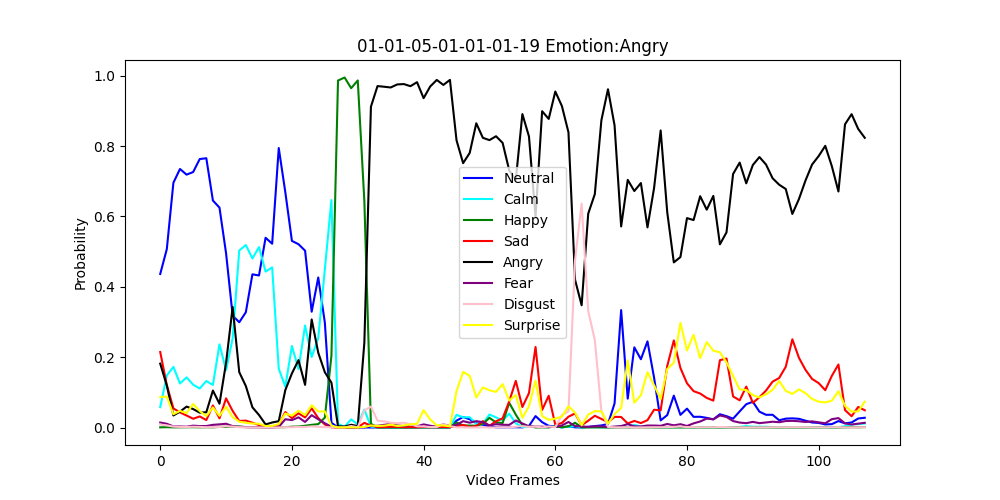 01-01-05-01-01-01-19 Emotion:Angry
1.0
0.8
0.6
0.4
0.2
0.0
Probability
Neutral
Calm
Happy
Sad
Angry
Fear
Disgust
Surprise
0 20 40 60 80 100
Video Frames